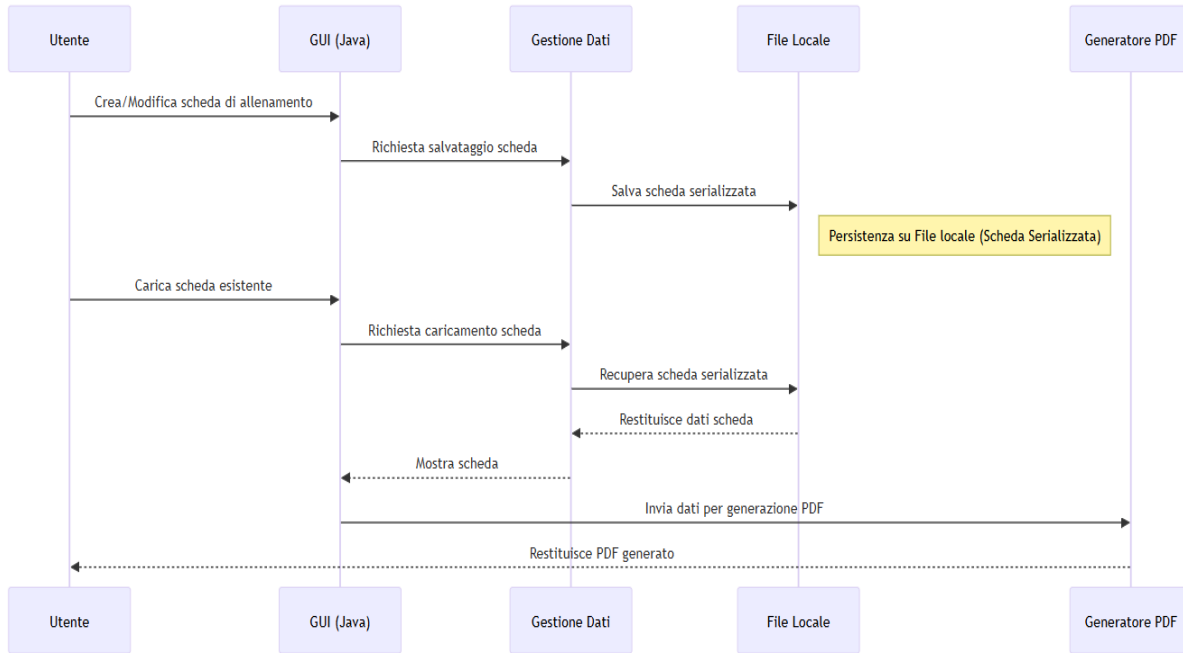 Utente
GUI (Java)
Gestione Dati
File Locale
Generatore PDF
Crea/Modifica scheda di allenamento
Richiesta salvataggio scheda
Salva scheda serializzata
Persistenza su File locale (Scheda Serializzata)
Carica scheda esistente
Richiesta caricamento scheda
Recupera scheda serializzata
Restituisce dati scheda
Mostra scheda
Invia dati per generazione PDF
Restituisce PDF generato
Utente
GUI (Java)
Gestione Dati
File Locale
Generatore PDF